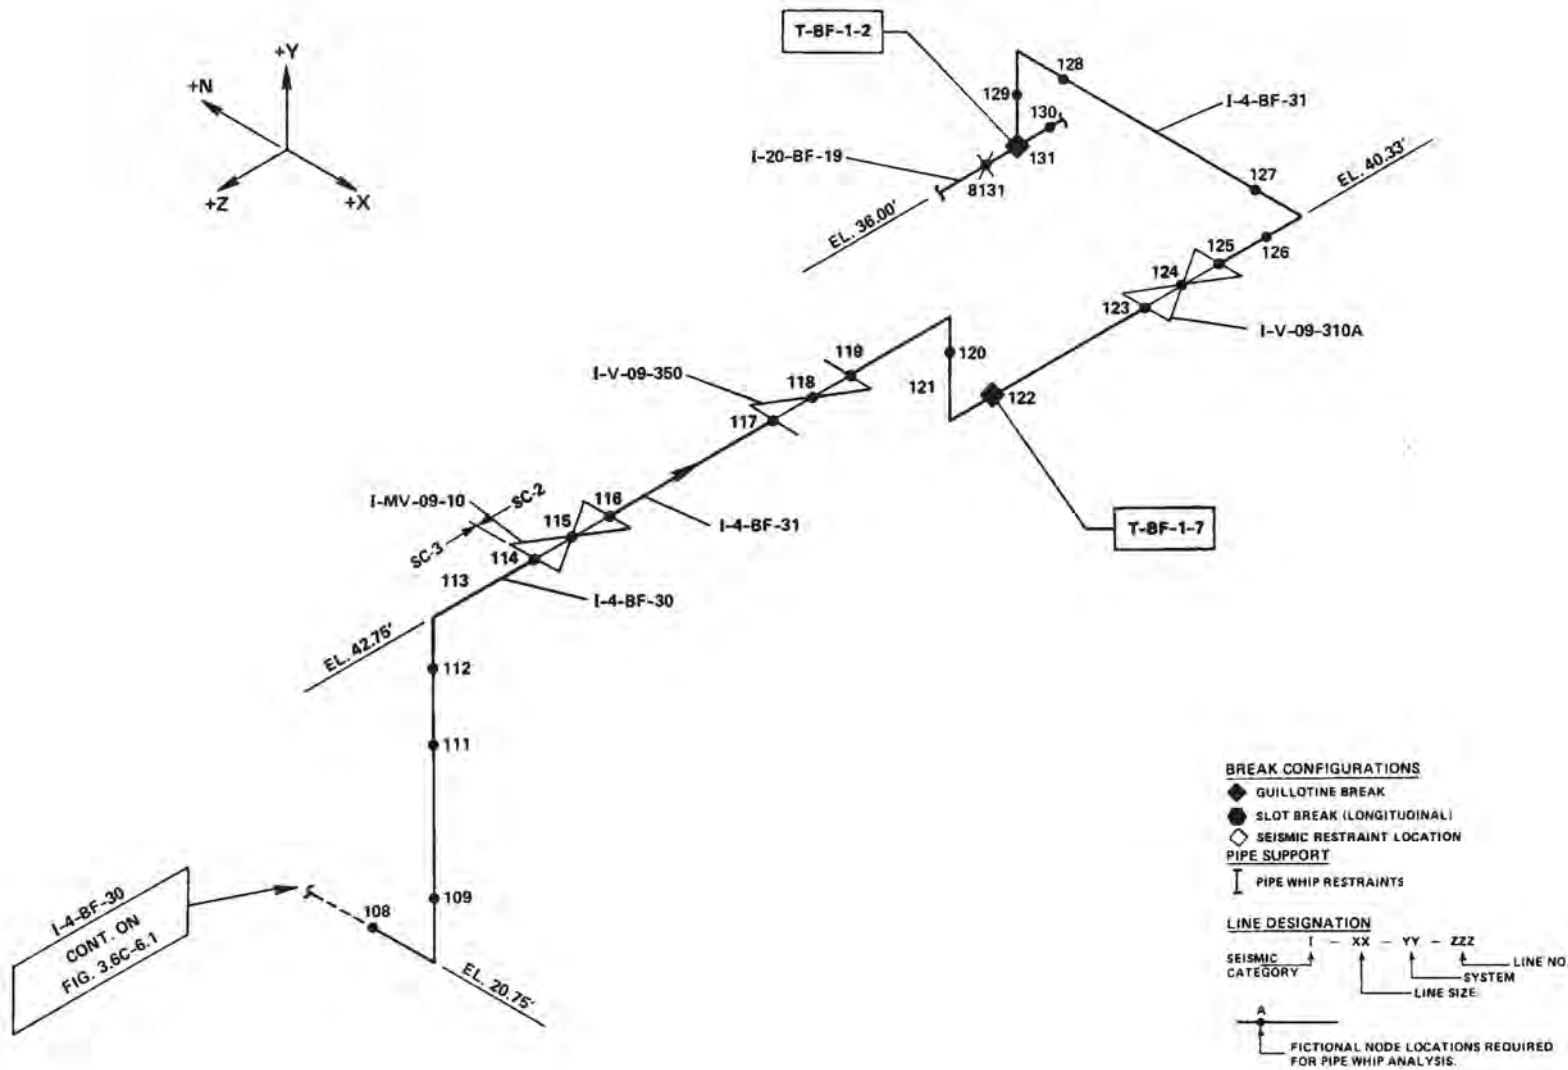 +Y
+N
+Z
+X
T-BF-1-2
128
129
130
I-4-BF-31
I-20-BF-19
131
8131
127
EL. 40.33'
EL. 36.00'
126
125
124
123
I-V-09-310A
119
120
I-V-09-350
118
121
122
117
I-MV-09-10
SC-2
116
115
I-4-BF-31
T-BF-1-7
SC-3
114
113
I-4-BF-30
EL. 42.75'
112
111
109
108
I-4-BF-30
CONT. ON
FIG. 3.6C-6.1
EL. 20.75'
BREAK CONFIGURATIONS
GUILLOTINE BREAK
SLOT BREAK (LONGITUDINAL)
SEISMIC RESTRAINT LOCATION
PIPE SUPPORT
PIPE WHIP RESTRAINTS
LINE DESIGNATION
I - XX - YY - ZZZ
SEISMIC
CATEGORY
LINE NO.
SYSTEM
LINE SIZE
A
FICTIONAL NODE LOCATIONS REQUIRED
FOR PIPE WHIP ANALYSIS.